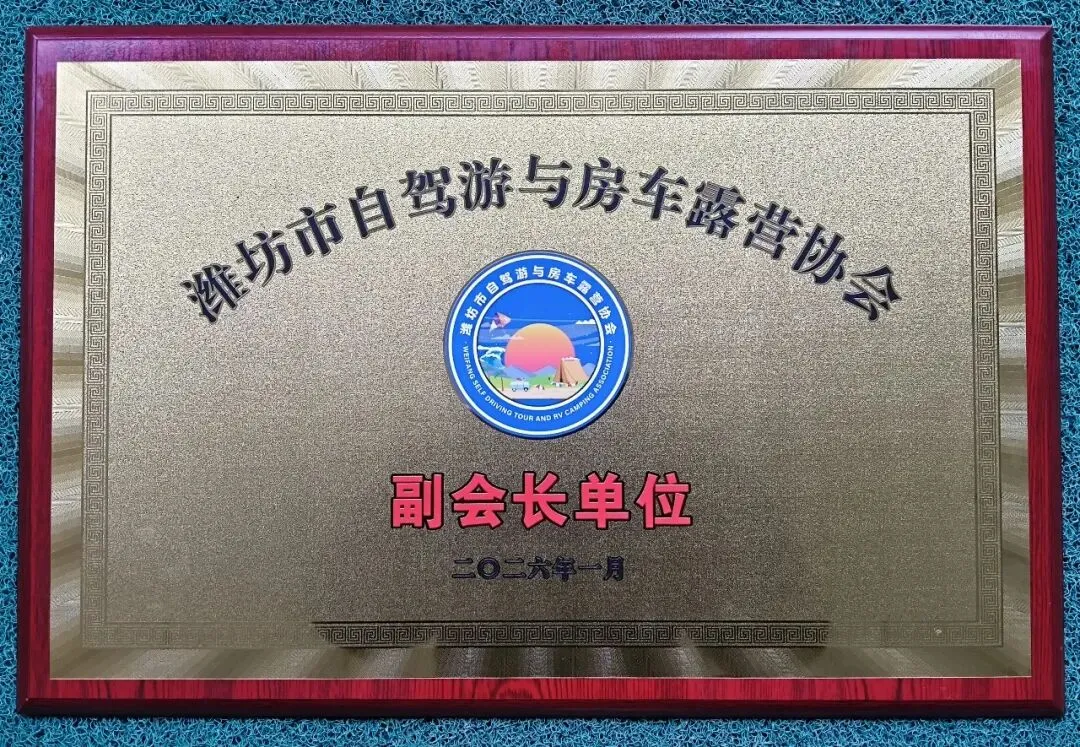 潍坊市自驾游与房车露营协会
潍坊市自驾游与房车露营协会
WEIFANG SELF DRIVING TOUR AND RV CAMPING ASSOCIATION
副会长单位
二〇二六年一月